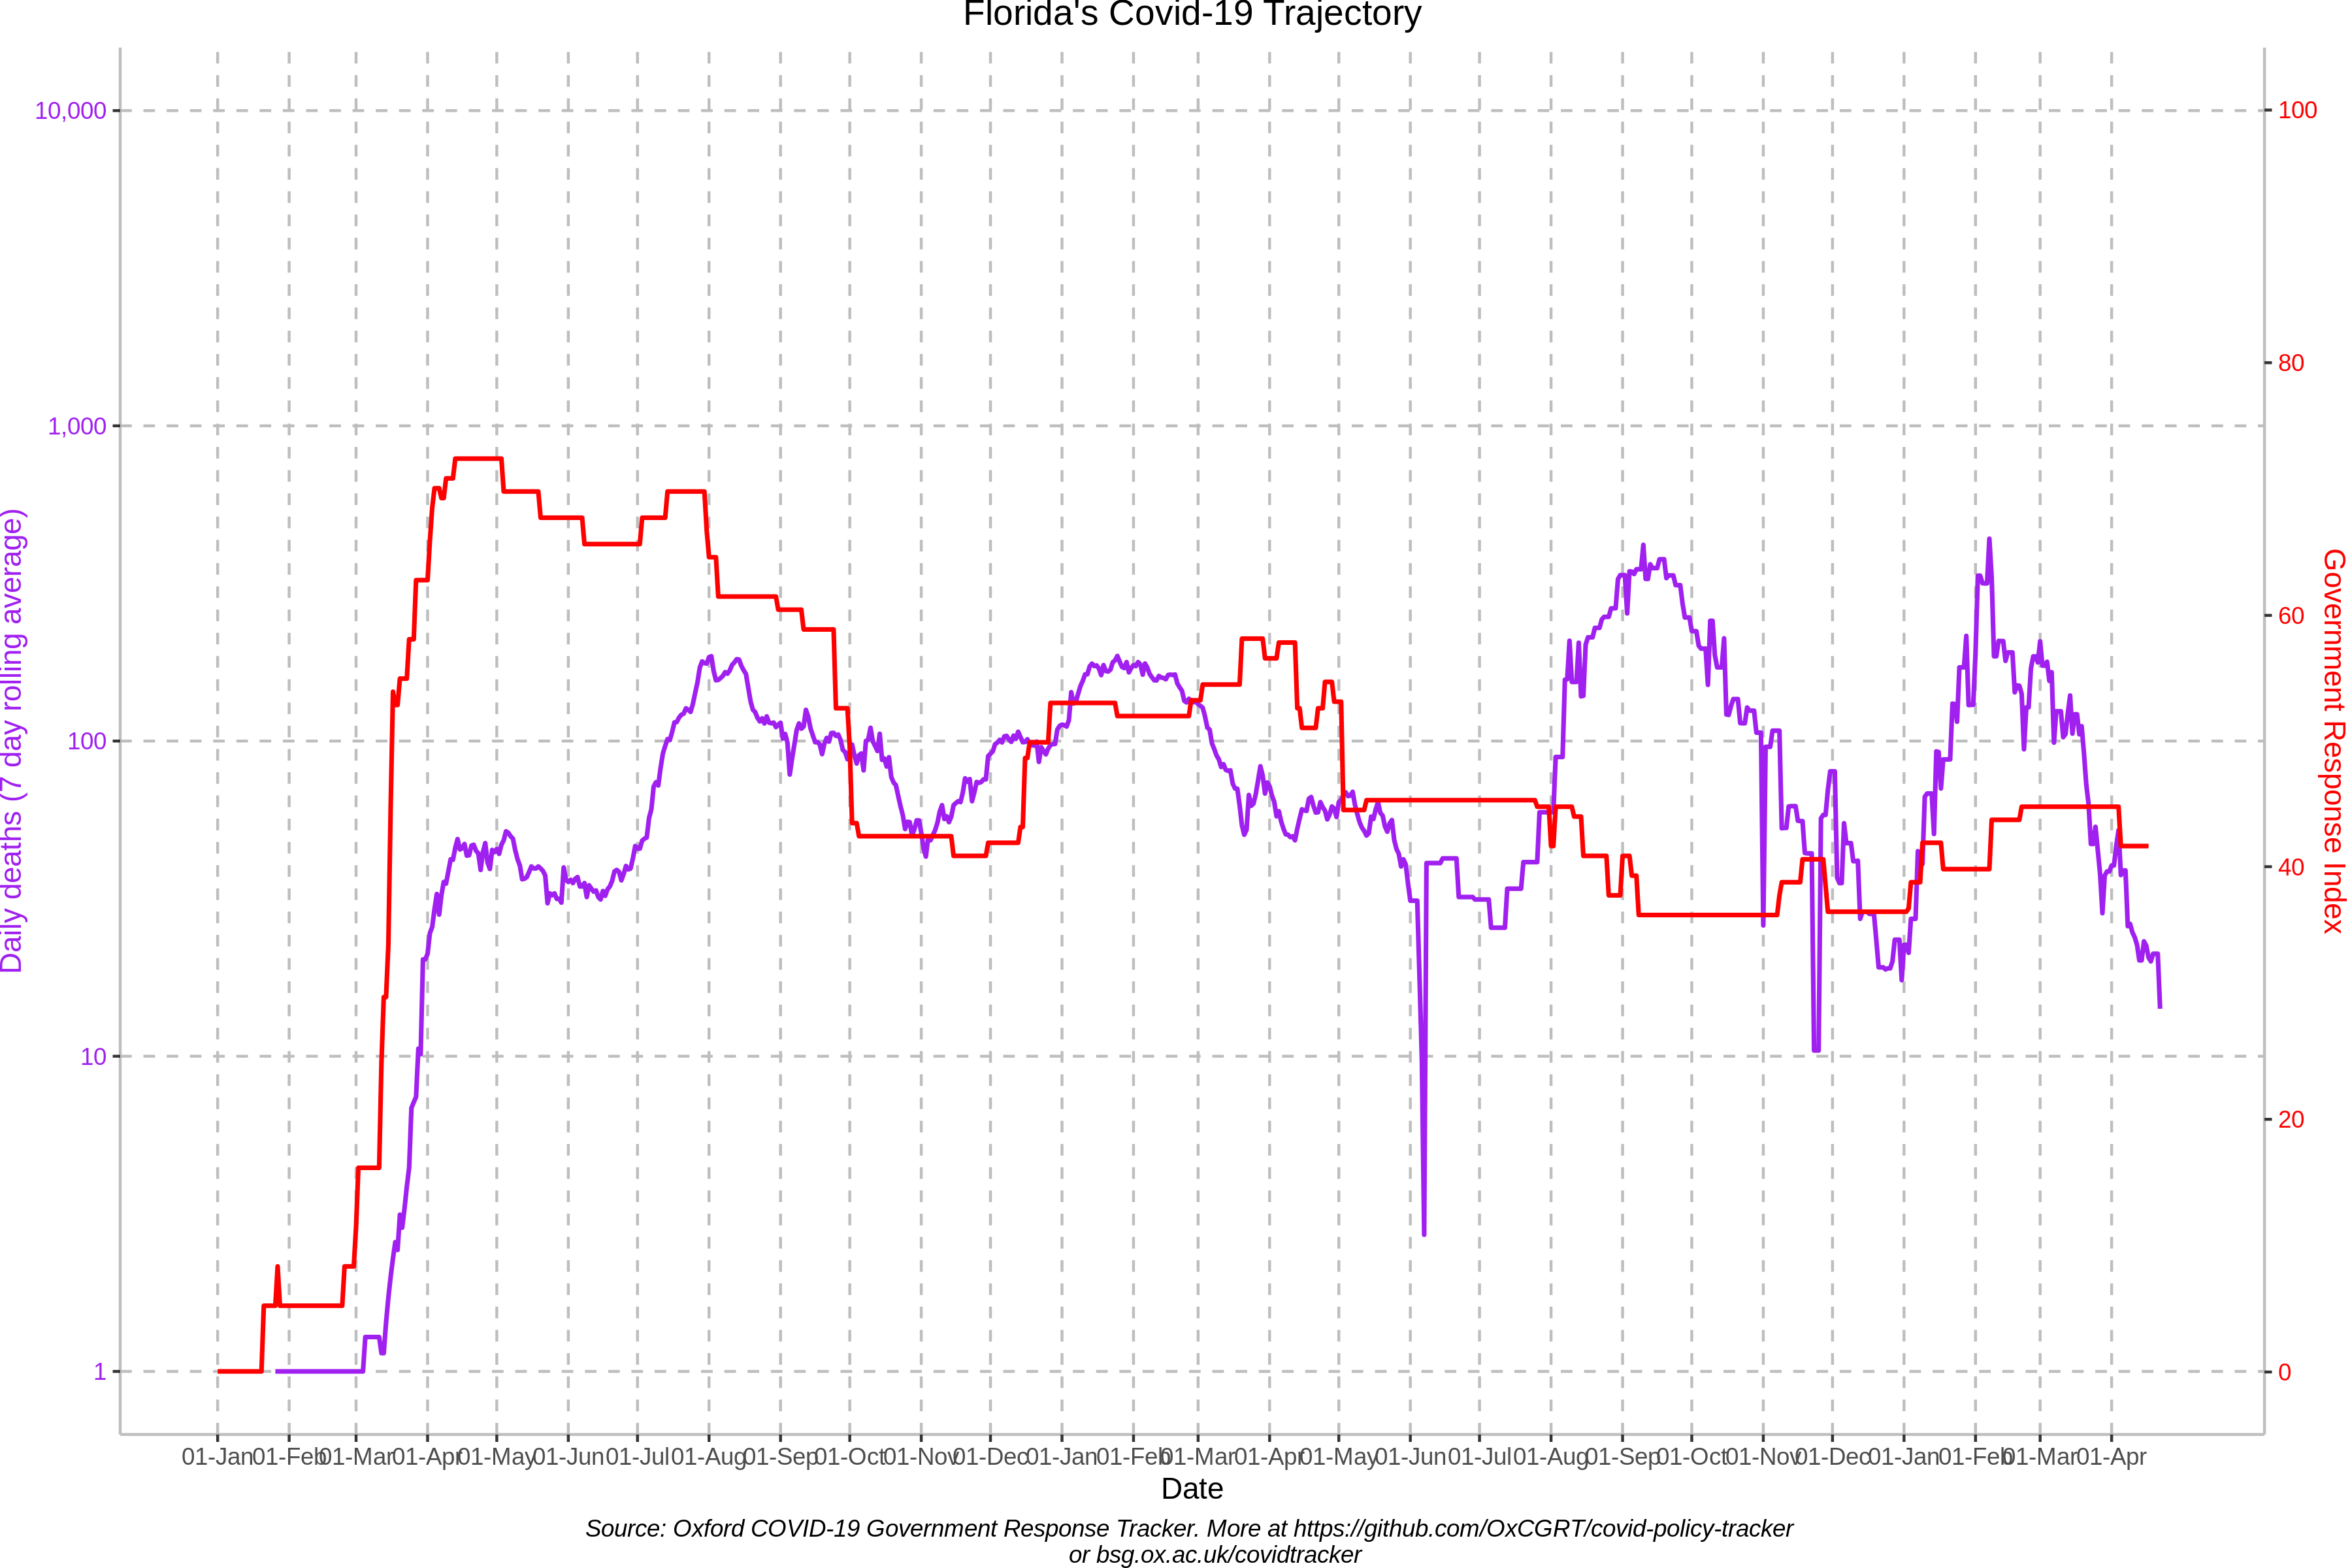 Florida's Covid-19 Trajectory
Daily deaths (7 day rolling average)
10,000
1,000
100
10
1
100
80
60
40
20
0
Government Response Index
01-Jan 01-Feb 01-Mar 01-Apr 01-May 01-Jun 01-Jul 01-Aug 01-Sep 01-Oct 01-Nov 01-Dec 01-Jan 01-Feb 01-Mar 01-Apr 01-May 01-Jun 01-Jul 01-Aug 01-Sep 01-Oct 01-Nov 01-Dec 01-Jan 01-Feb 01-Mar 01-Apr
Date
Source: Oxford COVID-19 Government Response Tracker. More at https://github.com/OxCGRT/covid-policy-tracker
or bsg.ox.ac.uk/covidtracker